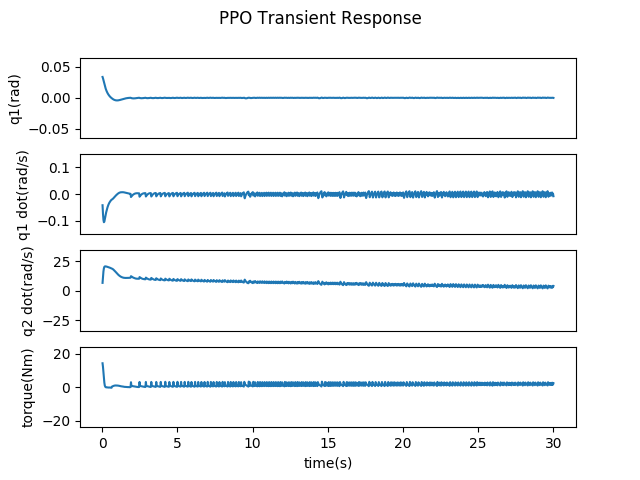 PPO Transient Response
q1(rad)
0.05
0.00
−0.05
q1 dot(rad/s)
0.1
0.0
−0.1
q2 dot(rad/s)
25
0
−25
torque(Nm)
20
0
−20
0 5 10 15 20 25 30
time(s)